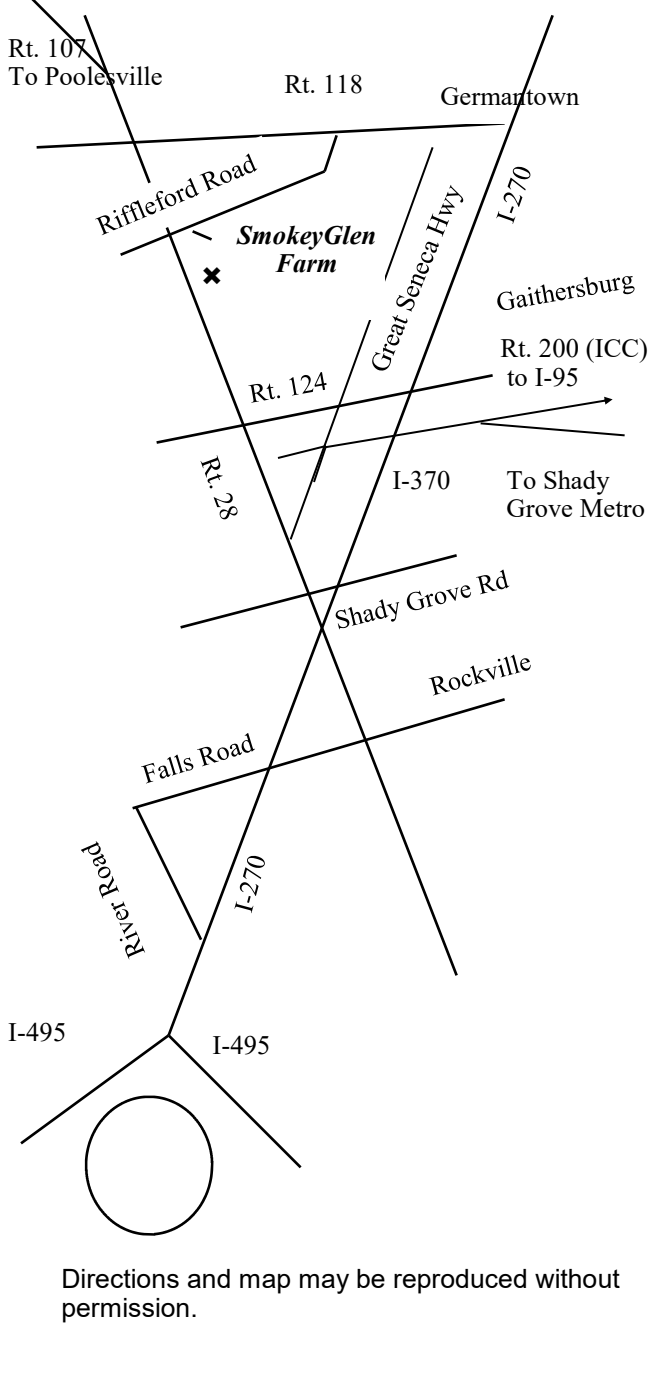 Rt. 107
To Poolesville
Rt. 118
Germantown
Riffleford Road
I-270
SmokeyGlen
Farm
Great Seneca Hwy
Gaithersburg
Rt. 200 (ICC)
to I-95
Rt. 124
Rt. 28
I-370
To Shady
Grove Metro
Shady Grove Rd
Rockville
Falls Road
River Road
I-270
I-495
I-495
Directions and map may be reproduced without
permission.